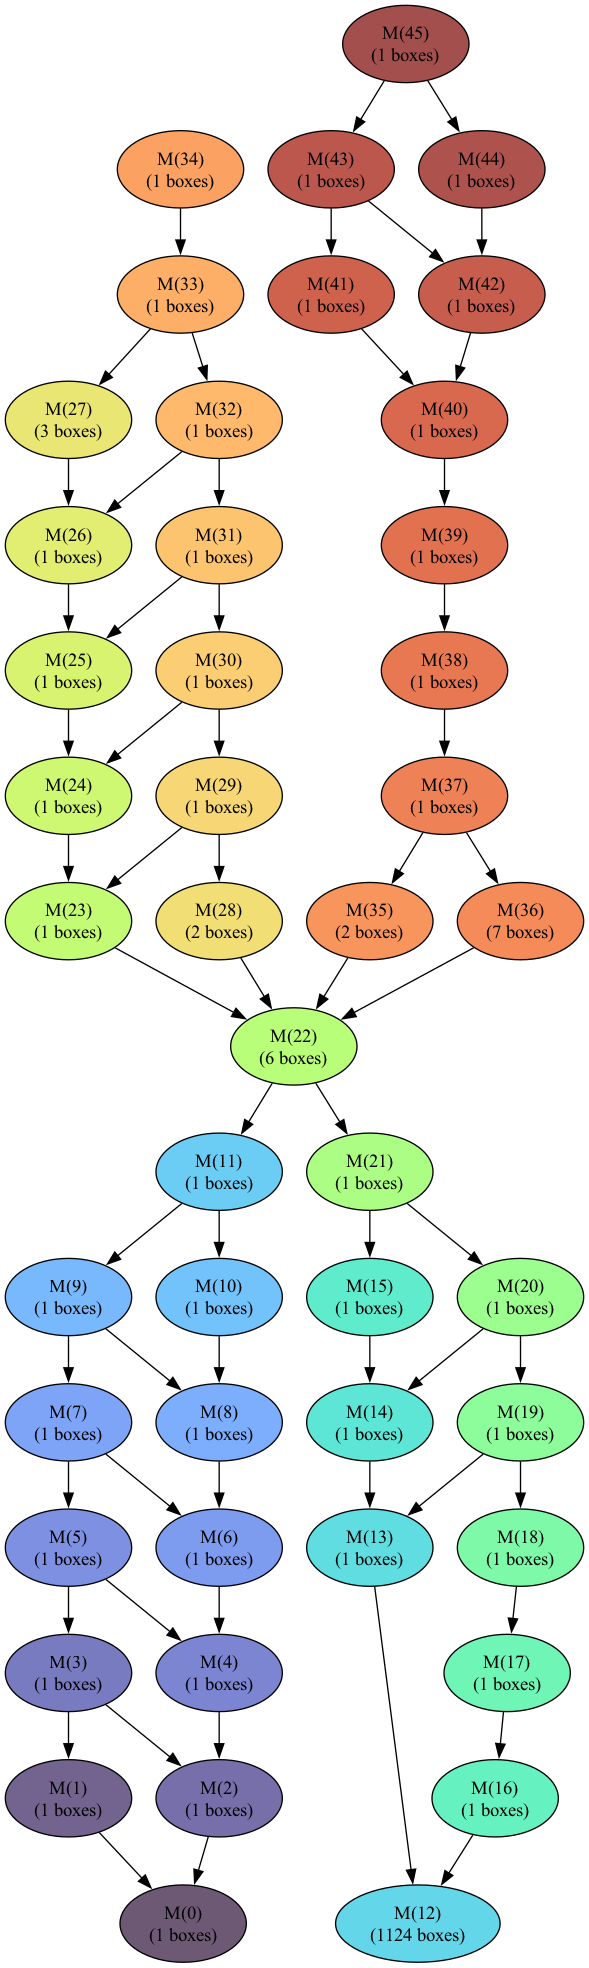 M(45)
(1 boxes)
M(34)
(1 boxes)
M(43)
(1 boxes)
M(44)
(1 boxes)
M(33)
(1 boxes)
M(41)
(1 boxes)
M(42)
(1 boxes)
M(27)
(3 boxes)
M(32)
(1 boxes)
M(40)
(1 boxes)
M(26)
(1 boxes)
M(31)
(1 boxes)
M(39)
(1 boxes)
M(25)
(1 boxes)
M(30)
(1 boxes)
M(38)
(1 boxes)
M(24)
(1 boxes)
M(29)
(1 boxes)
M(37)
(1 boxes)
M(23)
(1 boxes)
M(28)
(2 boxes)
M(35)
(2 boxes)
M(36)
(7 boxes)
M(22)
(6 boxes)
M(11)
(1 boxes)
M(21)
(1 boxes)
M(9)
(1 boxes)
M(10)
(1 boxes)
M(15)
(1 boxes)
M(20)
(1 boxes)
M(7)
(1 boxes)
M(8)
(1 boxes)
M(14)
(1 boxes)
M(19)
(1 boxes)
M(5)
(1 boxes)
M(6)
(1 boxes)
M(13)
(1 boxes)
M(18)
(1 boxes)
M(3)
(1 boxes)
M(4)
(1 boxes)
M(17)
(1 boxes)
M(1)
(1 boxes)
M(2)
(1 boxes)
M(16)
(1 boxes)
M(0)
(1 boxes)
M(12)
(1124 boxes)